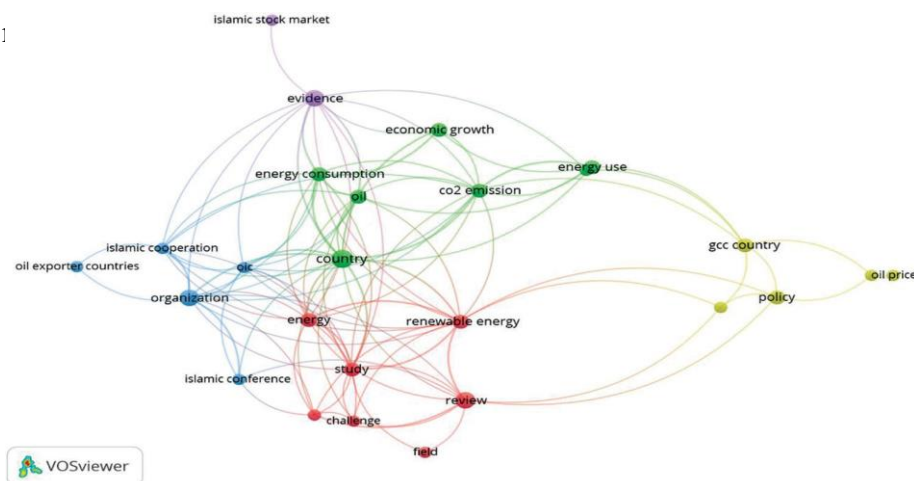 islamic stock market
evidence
economic growth
energy use
energy consumption
co2 emission
oil
islamic cooperation
gcc country
oil exporter countries
oic
country
oil price
organization
policy
energy
renewable energy
study
islamic conference
review
challenge
field
VOSviewer